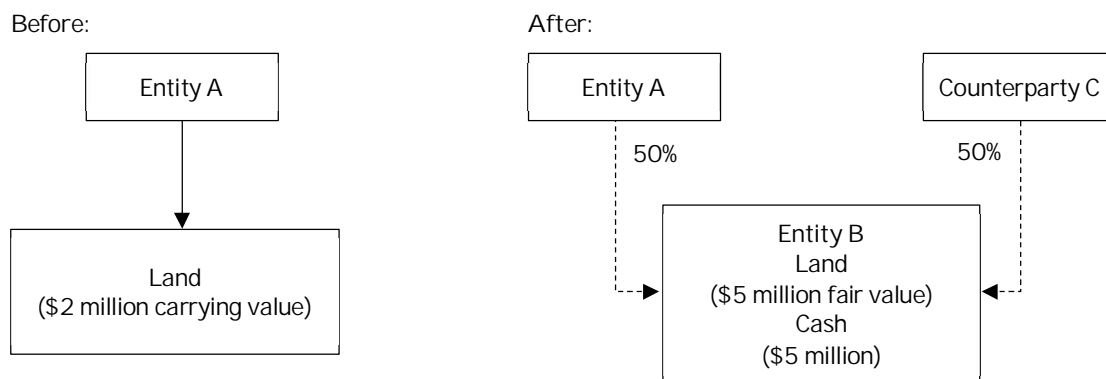 Before:
After:
Entity A
Entity A
Counterparty C
50%
50%
Land
($2 million carrying value)
Entity B
Land
($5 million fair value)
Cash
($5 million)